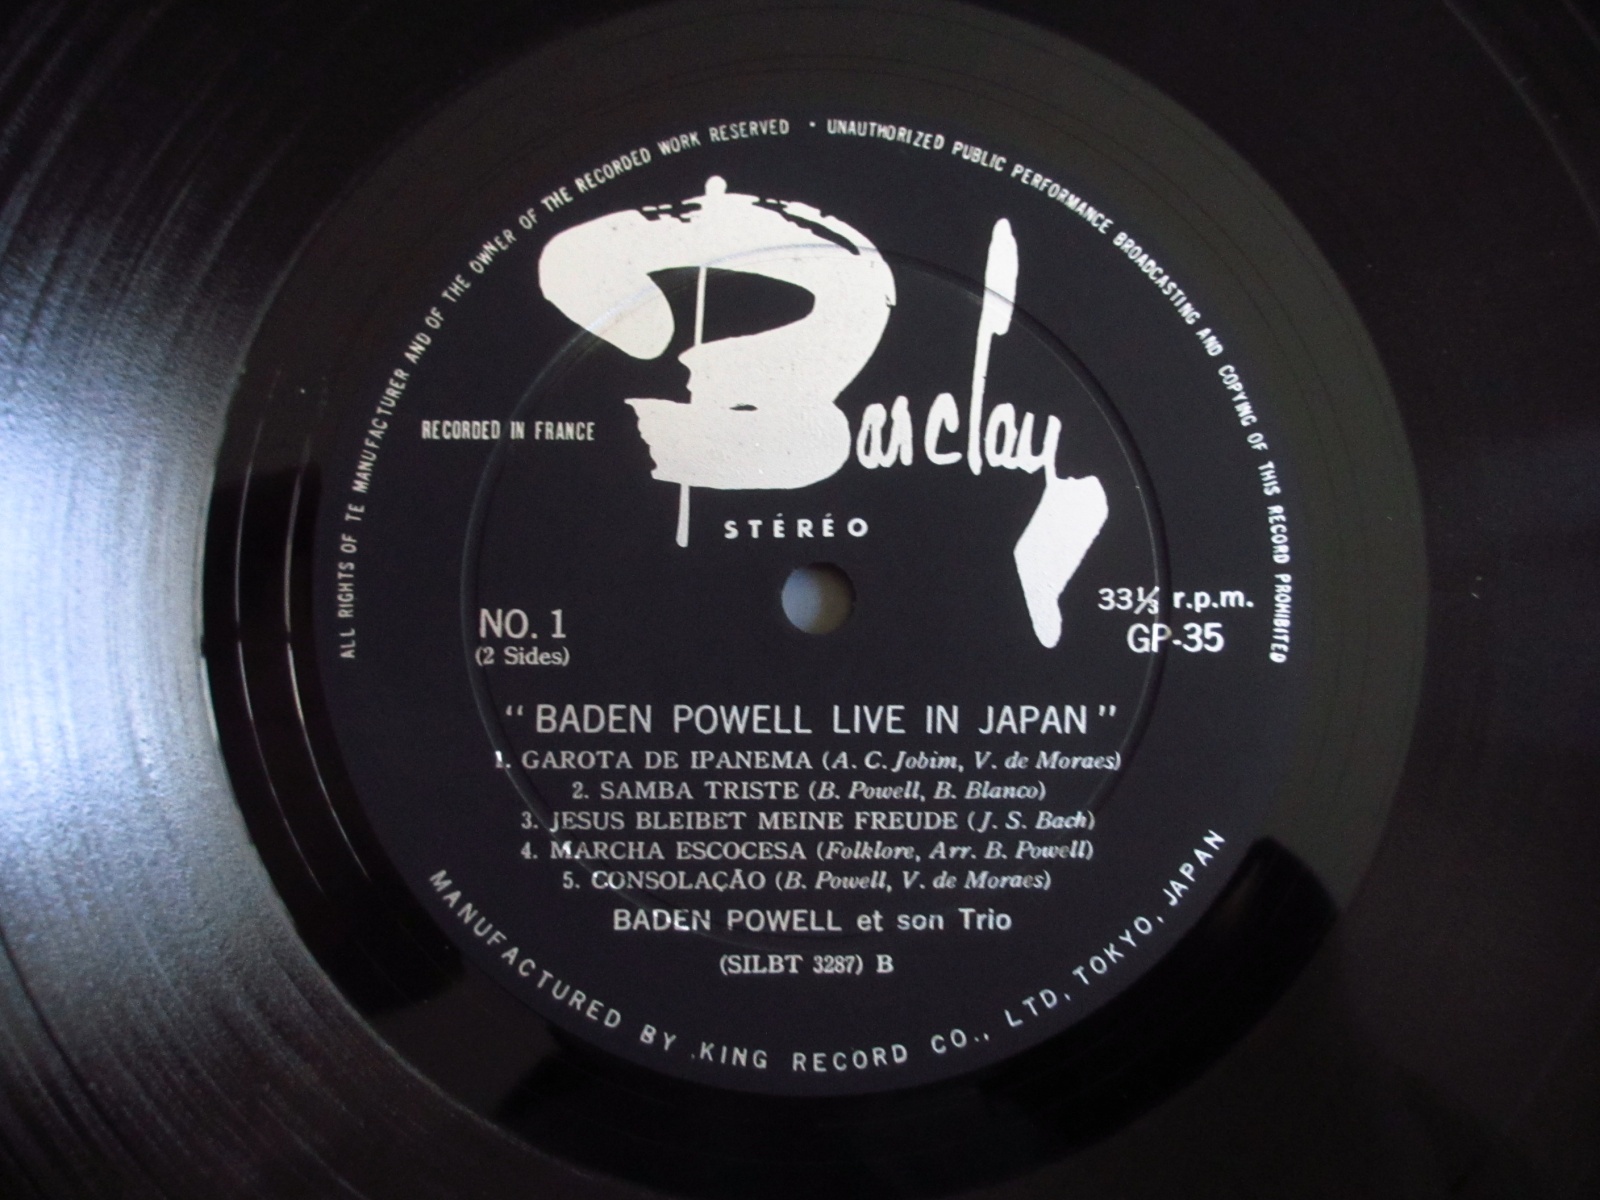 ALL RIGHTS OF TE MANUFACTURER AND OF THE OWNER OF THE RECORDED WORK RESERVED • UNAUTHORIZED PUBLIC PERFORMANCE BROADCASTING AND COPYING OF THIS RECORD PROHIBITED
Barclay
RECORDED IN FRANCE
STÉRÉO
NO. 1
(2 Sides)
33⅓ r.p.m.
GP-35
“BADEN POWELL LIVE IN JAPAN”
1. GAROTA DE IPANEMA (A. C. Jobim, V. de Moraes)
2. SAMBA TRISTE (B. Powell, B. Blanco)
3. JESUS BLEIBET MEINE FREUDE (J. S. Bach)
4. MARCHA ESCOCESA (Folklore, Arr. B. Powell)
5. CONSOLAÇÃO (B. Powell, V. de Moraes)
BADEN POWELL et son Trio
(SILBT 3287) B
MANUFACTURED BY KING RECORD CO., LTD, TOKYO, JAPAN